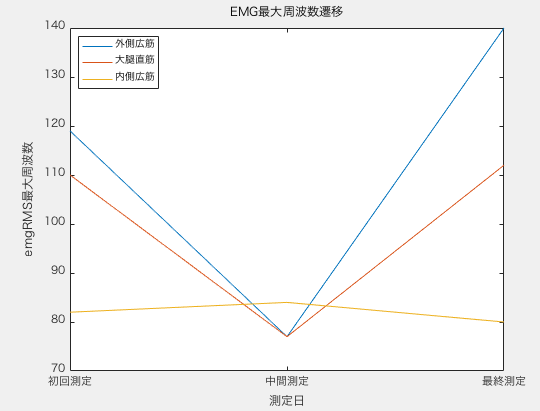 EMG最大周波数遷移
外側広筋
大腿直筋
内側広筋
emgRMS最大周波数
140
130
120
110
100
90
80
70
初回測定
中間測定
最終測定
測定日